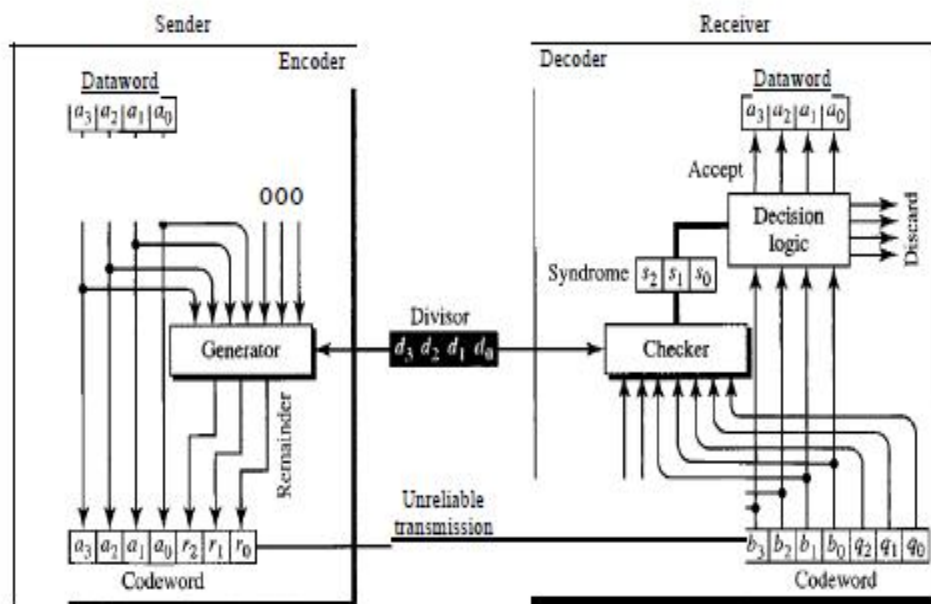 Sender
Receiver
Encoder
Decoder
Dataword
a3 a2 a1 a0
Dataword
a3 a2 a1 a0
Accept
000
Decision
logic
Discard
Syndrome
s2 s1 s0
Divisor
d3 d2 d1 d0
Generator
Checker
Remainder
Unreliable
transmission
a3 a2 a1 a0 r2 r1 r0
Codeword
b3 b2 b1 b0 q2 q1 q0
Codeword